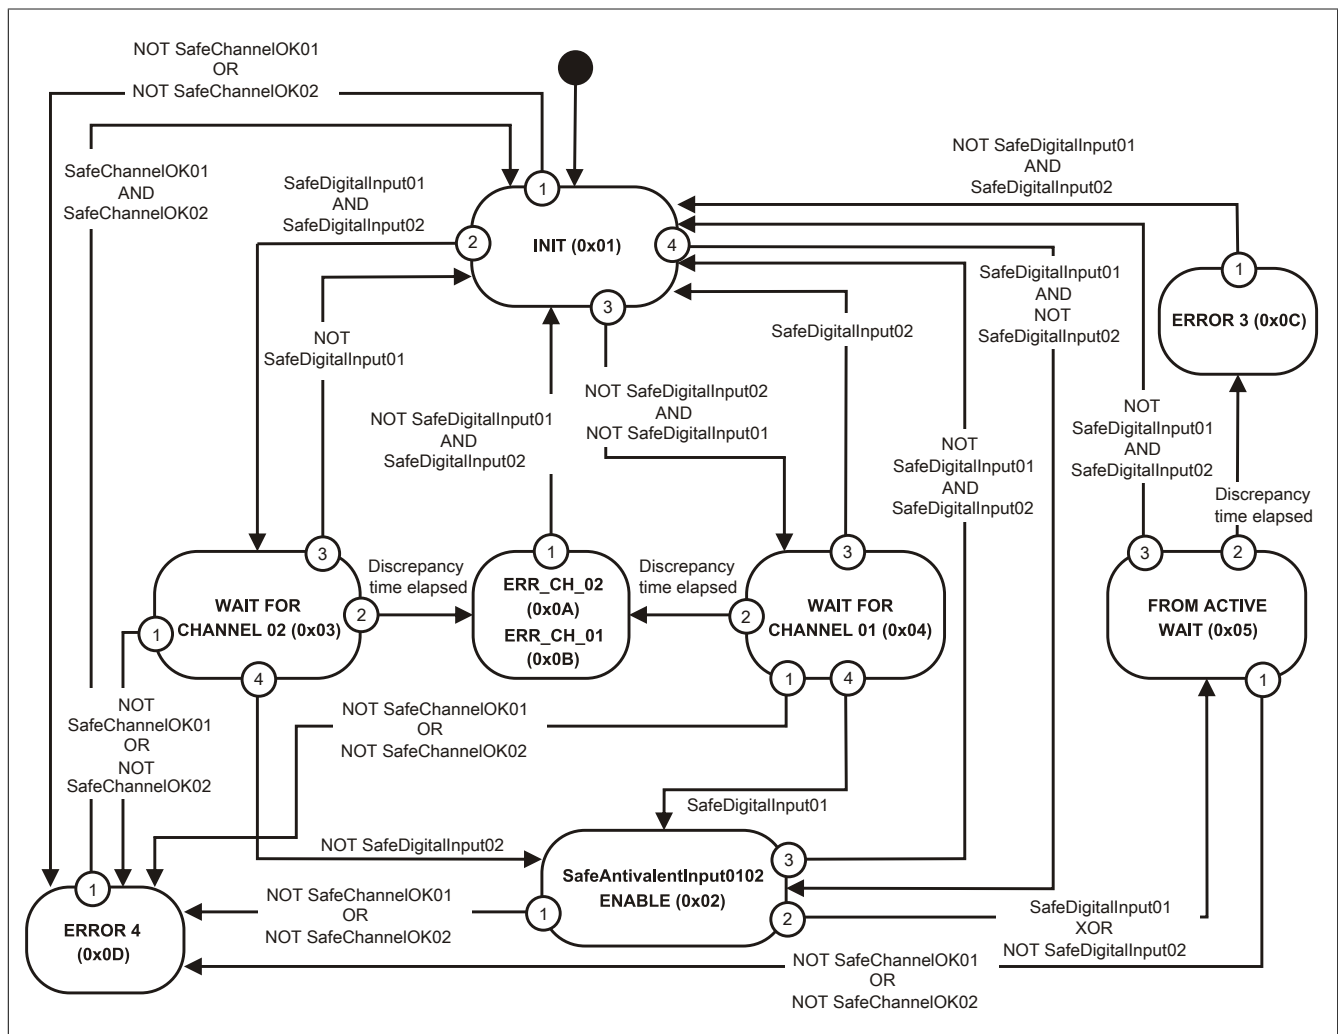 NOT SafeChannelOK01
OR
NOT SafeChannelOK02
SafeChannelOK01
AND
SafeChannelOK02
SafeDigitalInput01
AND
SafeDigitalInput02
1
2
INIT (0x01)
4
3
NOT SafeDigitalInput01
AND
SafeDigitalInput02
1
ERROR 3 (0x0C)
SafeDigitalInput01
AND
NOT
SafeDigitalInput02
SafeDigitalInput02
NOT
SafeDigitalInput01
NOT SafeDigitalInput01
AND
SafeDigitalInput02
NOT SafeDigitalInput02
AND
NOT SafeDigitalInput01
NOT
SafeDigitalInput01
AND
SafeDigitalInput02
NOT
SafeDigitalInput01
AND
SafeDigitalInput02
Discrepancy
time elapsed
3
WAIT FOR
CHANNEL 02 (0x03)
1
2
4
Discrepancy
time elapsed
1
ERR_CH_02
(0x0A)
ERR_CH_01
(0x0B)
Discrepancy
time elapsed
3
2
WAIT FOR
CHANNEL 01 (0x04)
1
4
3
2
FROM ACTIVE
WAIT (0x05)
1
NOT
SafeChannelOK01
OR
NOT
SafeChannelOK02
NOT SafeChannelOK01
OR
NOT SafeChannelOK02
SafeDigitalInput01
NOT SafeDigitalInput02
3
SafeAntivalentInput0102
ENABLE (0x02)
1
2
1
ERROR 4
(0x0D)
NOT SafeChannelOK01
OR
NOT SafeChannelOK02
SafeDigitalInput01
XOR
NOT SafeDigitalInput02
NOT SafeChannelOK01
OR
NOT SafeChannelOK02